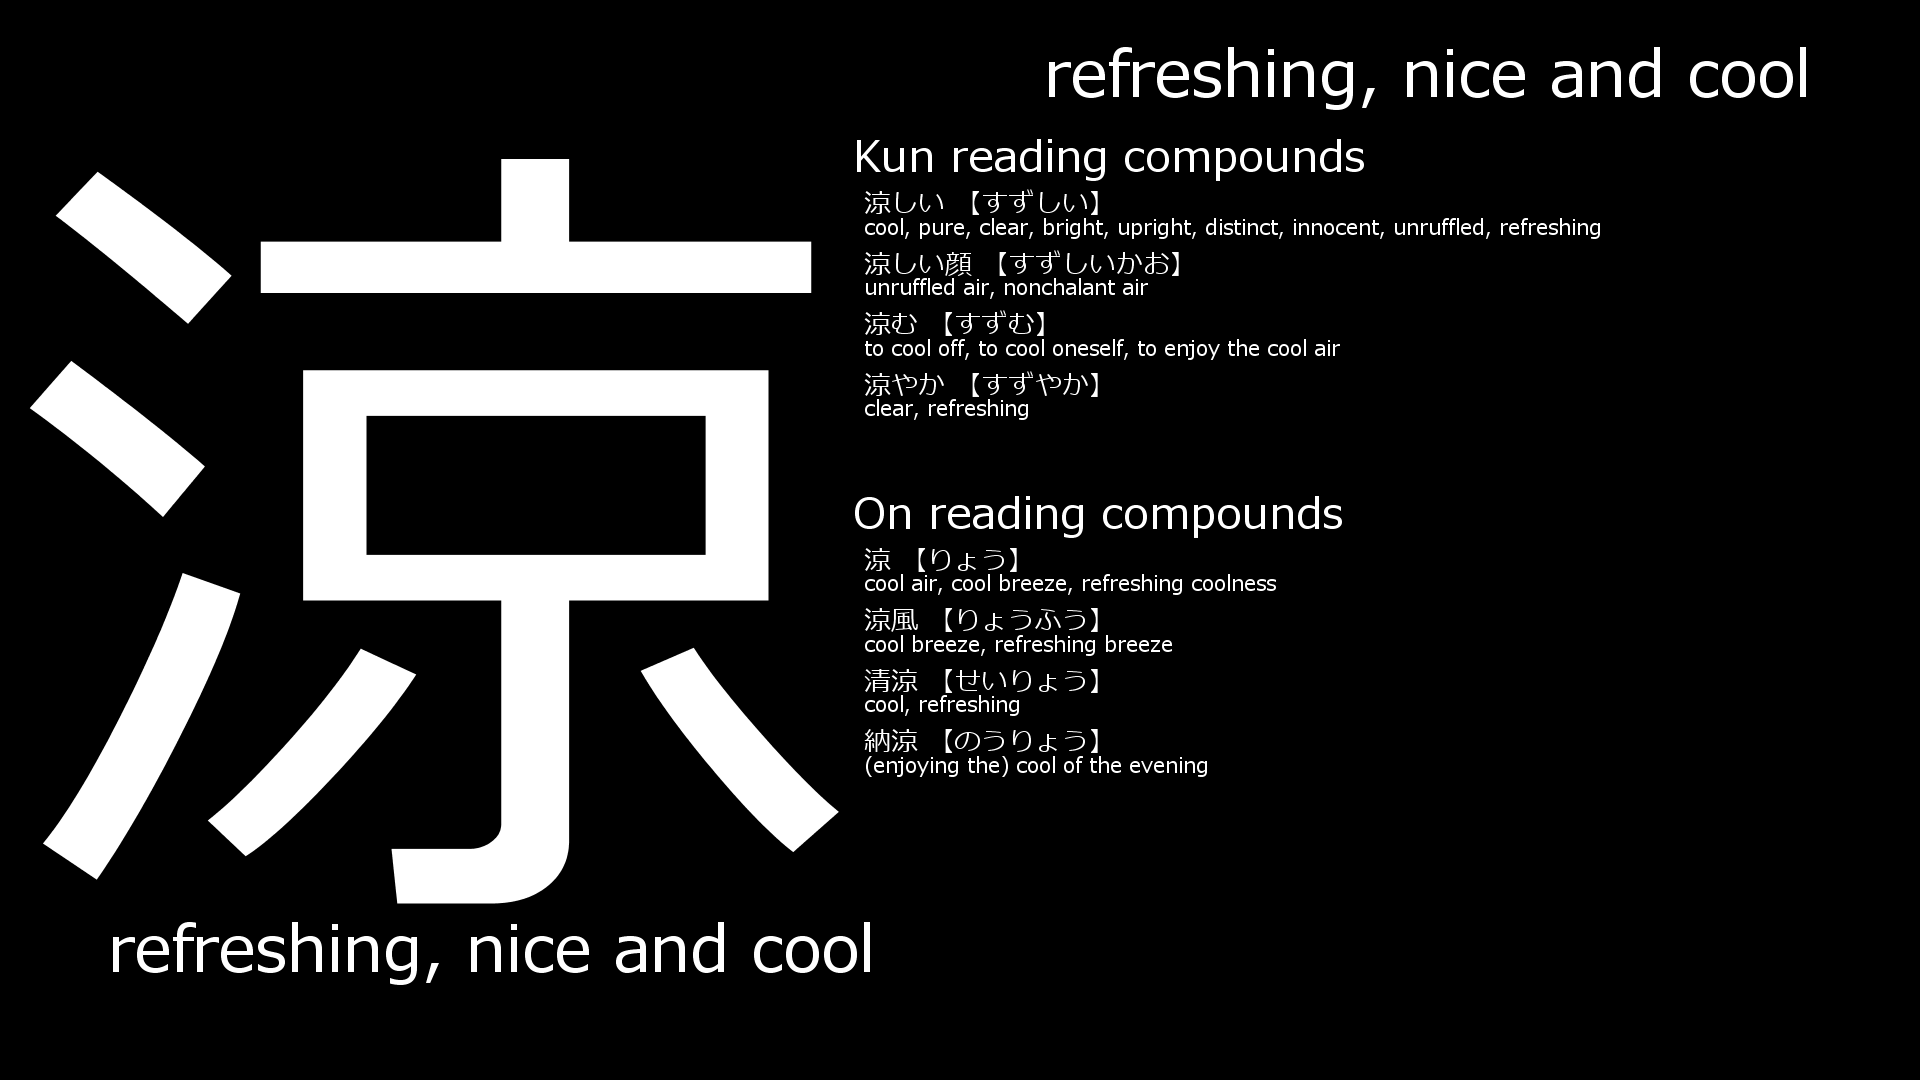 涼
refreshing, nice and cool
refreshing, nice and cool
Kun reading compounds
涼しい 【すずしい】
cool, pure, clear, bright, upright, distinct, innocent, unruffled, refreshing
涼しい顔 【すずしいかお】
unruffled air, nonchalant air
涼む 【すずむ】
to cool off, to cool oneself, to enjoy the cool air
涼やか 【すずやか】
clear, refreshing
On reading compounds
涼 【りょう】
cool air, cool breeze, refreshing coolness
涼風 【りょうふう】
cool breeze, refreshing breeze
清涼 【せいりょう】
cool, refreshing
納涼 【のうりょう】
(enjoying the) cool of the evening